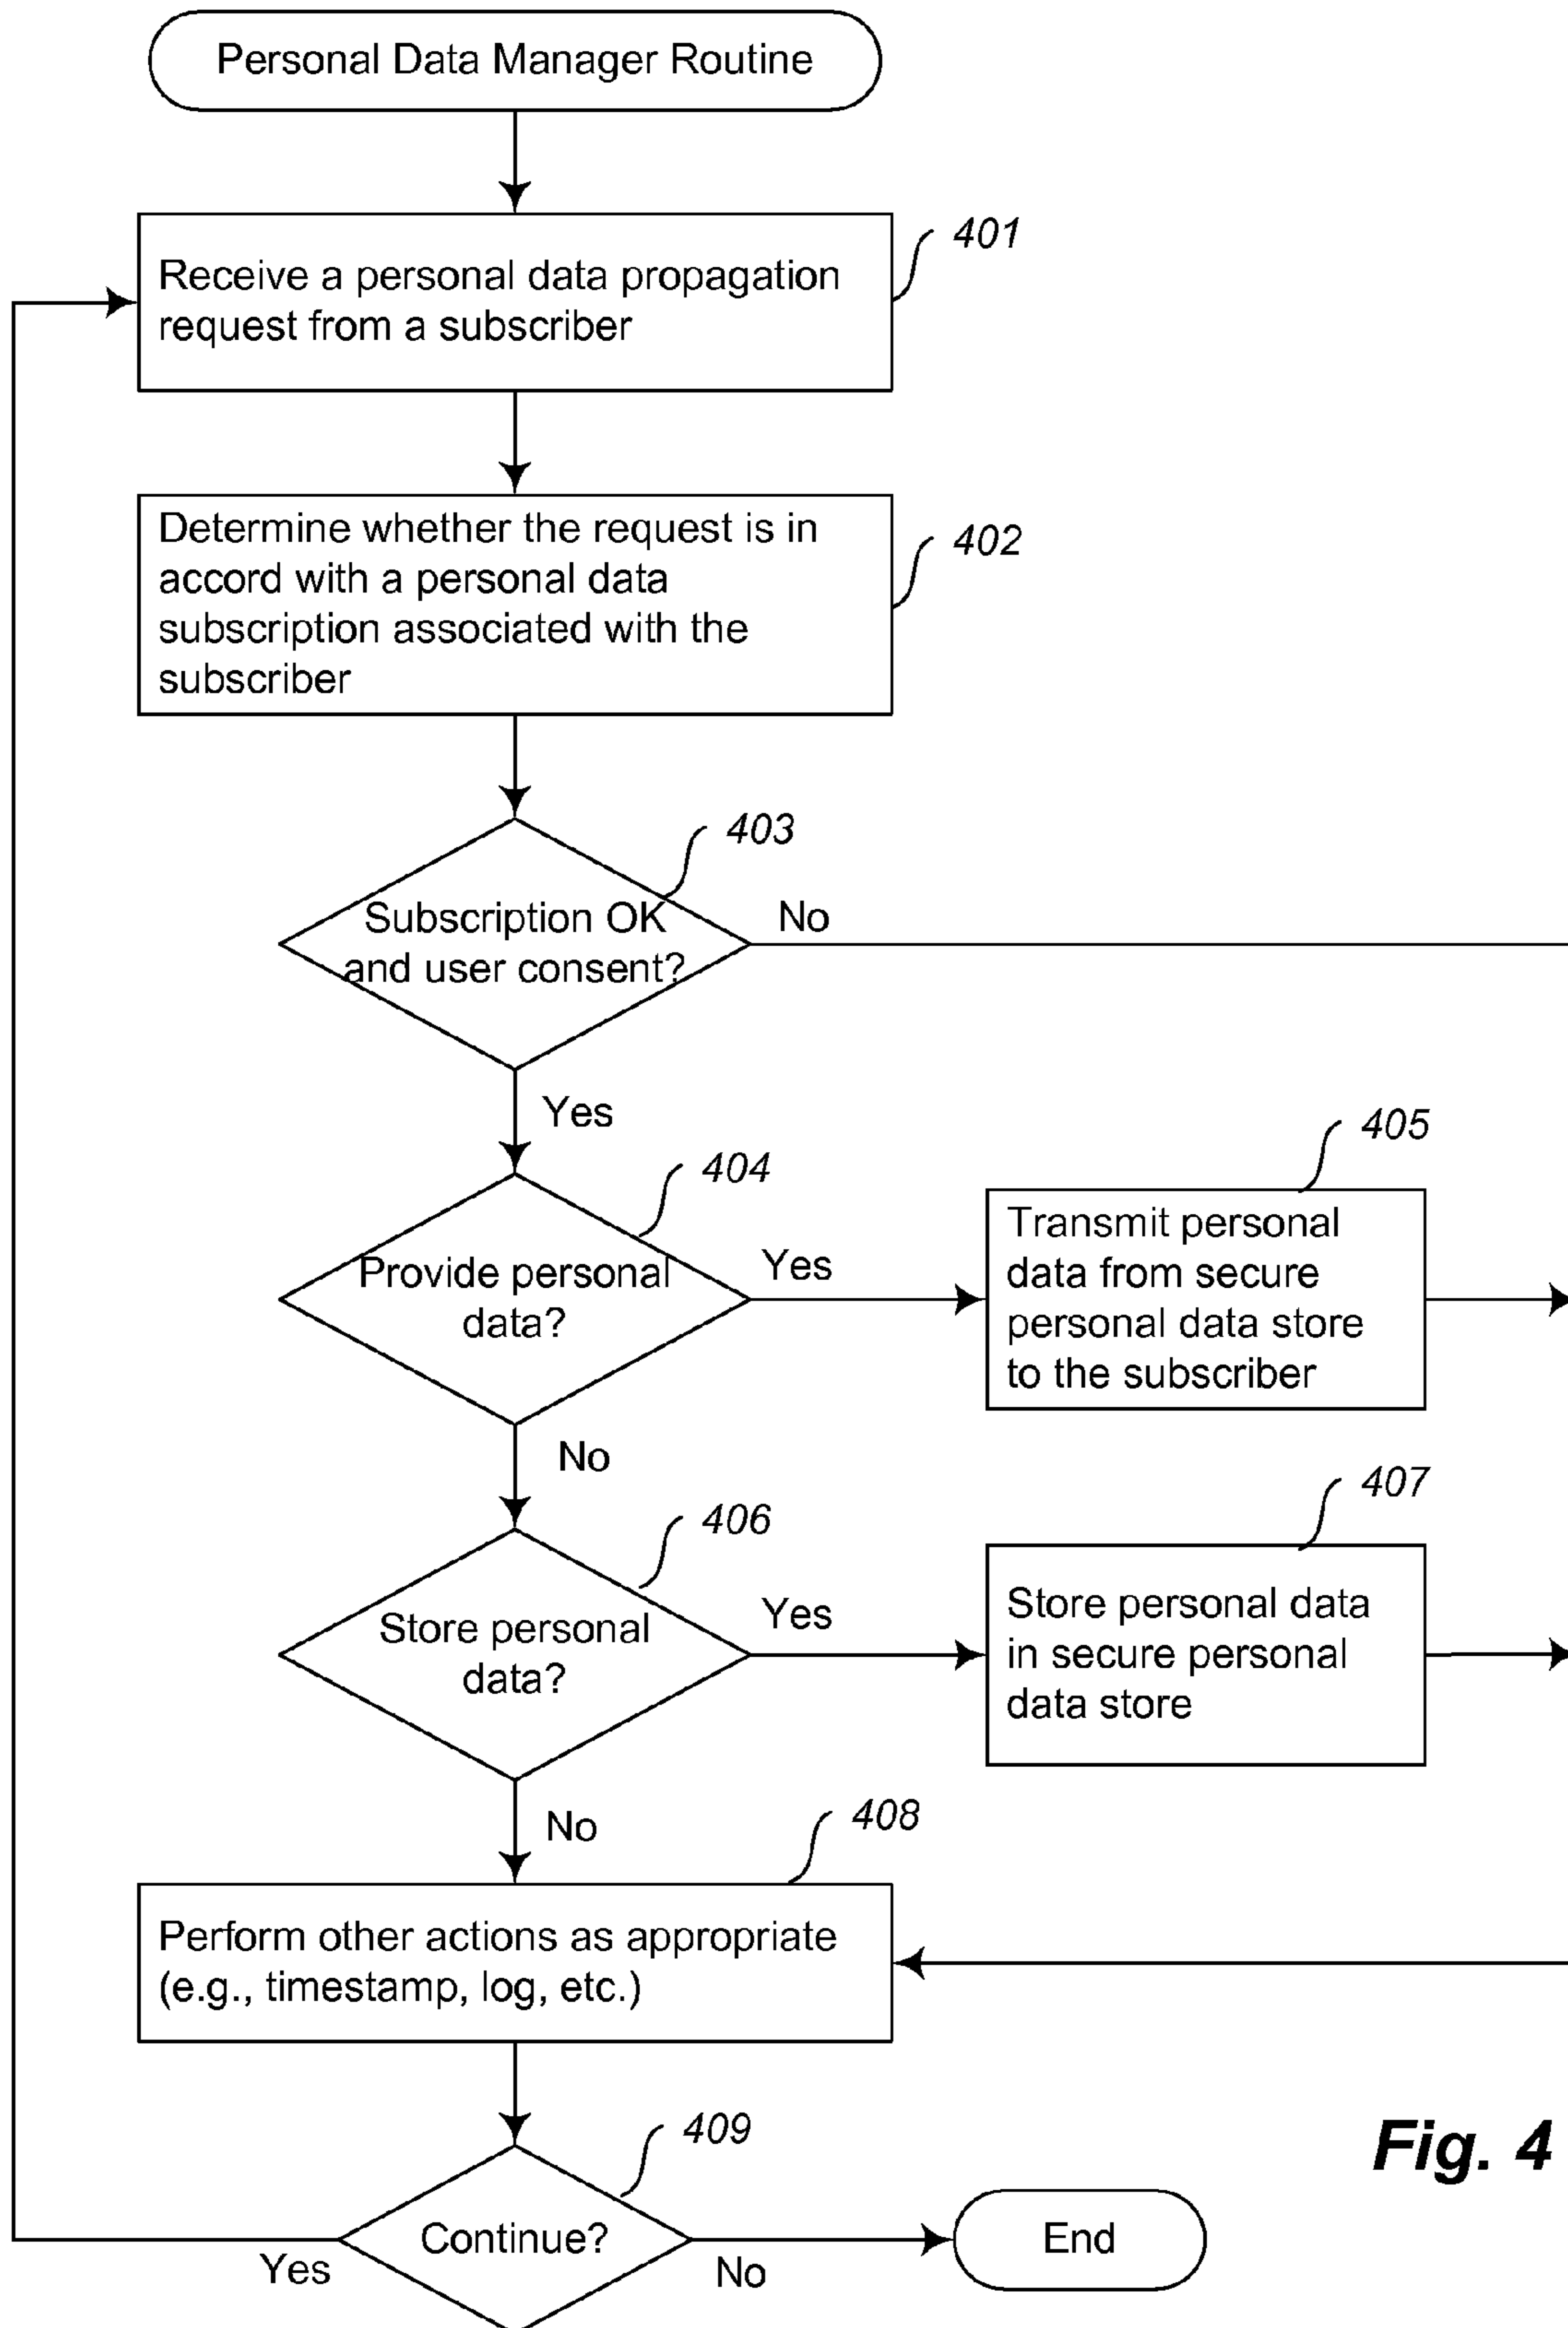 Personal Data Manager Routine
Receive a personal data propagation
request from a subscriber
401
Determine whether the request is in
accord with a personal data
subscription associated with the
subscriber
402
403
Subscription OK
and user consent?
No
Yes
404
Provide personal
data?
Yes
405
Transmit personal
data from secure
personal data store
to the subscriber
No
406
Store personal
data?
Yes
407
Store personal data
in secure personal
data store
No
408
Perform other actions as appropriate
(e.g., timestamp, log, etc.)
409
Continue?
Yes
No
End
Fig. 4